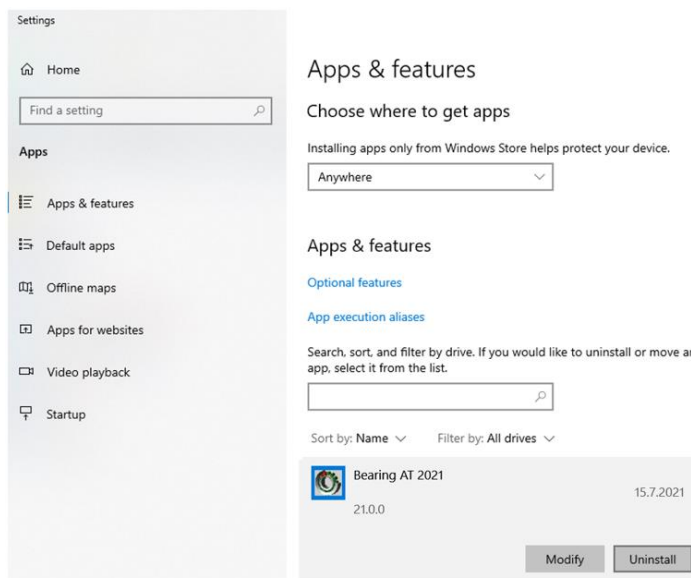 Settings
Home
Find a setting
Apps
Apps & features
Default apps
Offline maps
Apps for websites
Video playback
Startup
Apps & features
Choose where to get apps
Installing apps only from Windows Store helps protect your device.
Anywhere
Apps & features
Optional features
App execution aliases
Search, sort, and filter by drive. If you would like to uninstall or move
app, select it from the list.
Sort by: Name
Filter by: All drives
Bearing AT 2021
15.7.2021
21.0.0
Modify
Uninstall